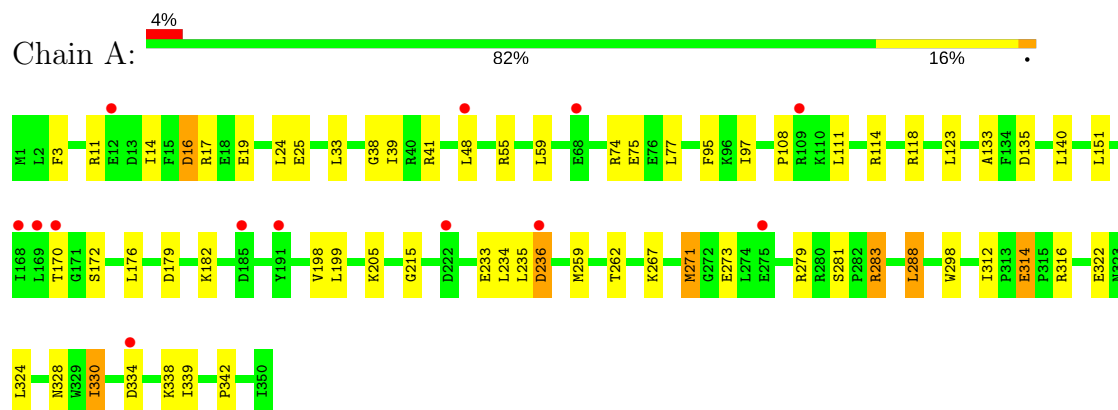 4%
Chain A:
82% 16% •
M1 L2 F3 R11 E12 D13 I14 F15 D16 R17 E18 E19 L24 E25 L33 G38 I39 R40 R41 L48 R55 L59 E68 R74 E75 E76 L77 F95 K96 I97 P108 R109 K110 L111 R114 R118 L123 A133 F134 D135 L140 L151
I168 L169 T170 G171 S172 L176 D179 K182 D185 Y191 V198 L199 K205 G215 D222 E233 L234 L235 D236 M259 T262 K267 M271 G272 E273 L274 E275 R279 R280 S281 P282 R283 L288 W298 I312 P313 E314 P315 R316 E322
L324 N328 W329 I330 D334 K338 I339 P342 I350